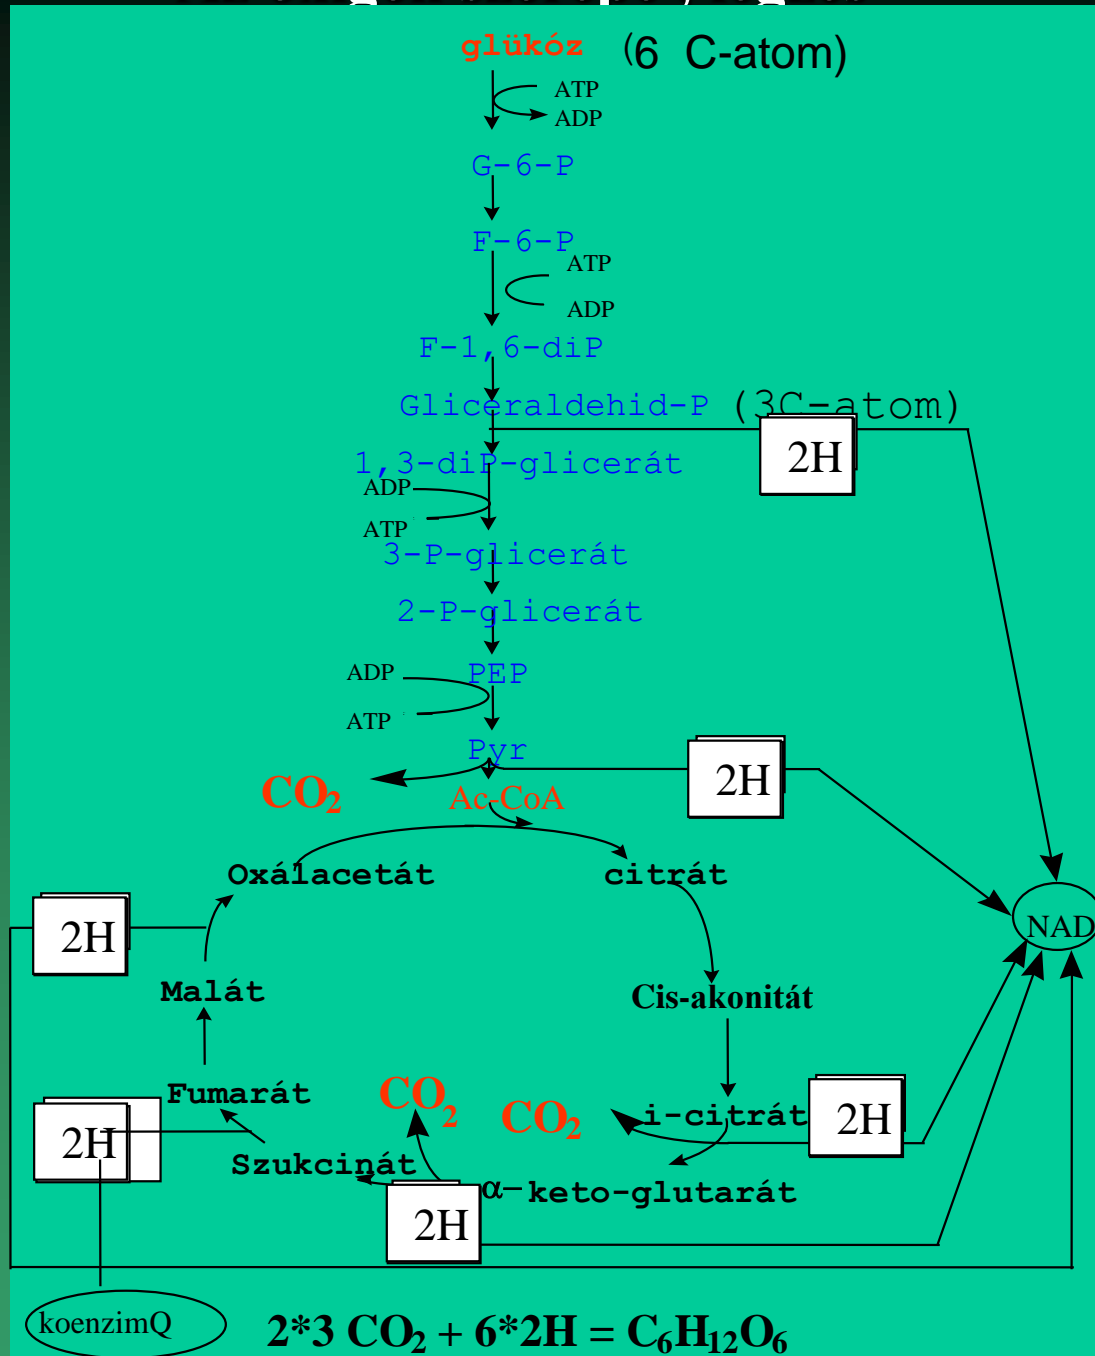 glükóz (6 C-atom)
ATP
ADP
G-6-P
F-6-P
ATP
ADP
F-1,6-diP
Gliceraldehid-P (3C-atom)
2H
1,3-diP-glicerát
ADP
ATP
3-P-glicerát
2-P-glicerát
ADP
PEP
ATP
Pyr
2H
CO₂
Ac-CoA
Oxálacetát
citrát
2H
NAD
Malát
Cis-akonitát
Fumarát
CO₂
CO₂
i-citrát
2H
2H
Szukcinát
α-keto-glutarát
2H
koenzimQ
2*3 CO₂ + 6*2H = C₆H₁₂O₆